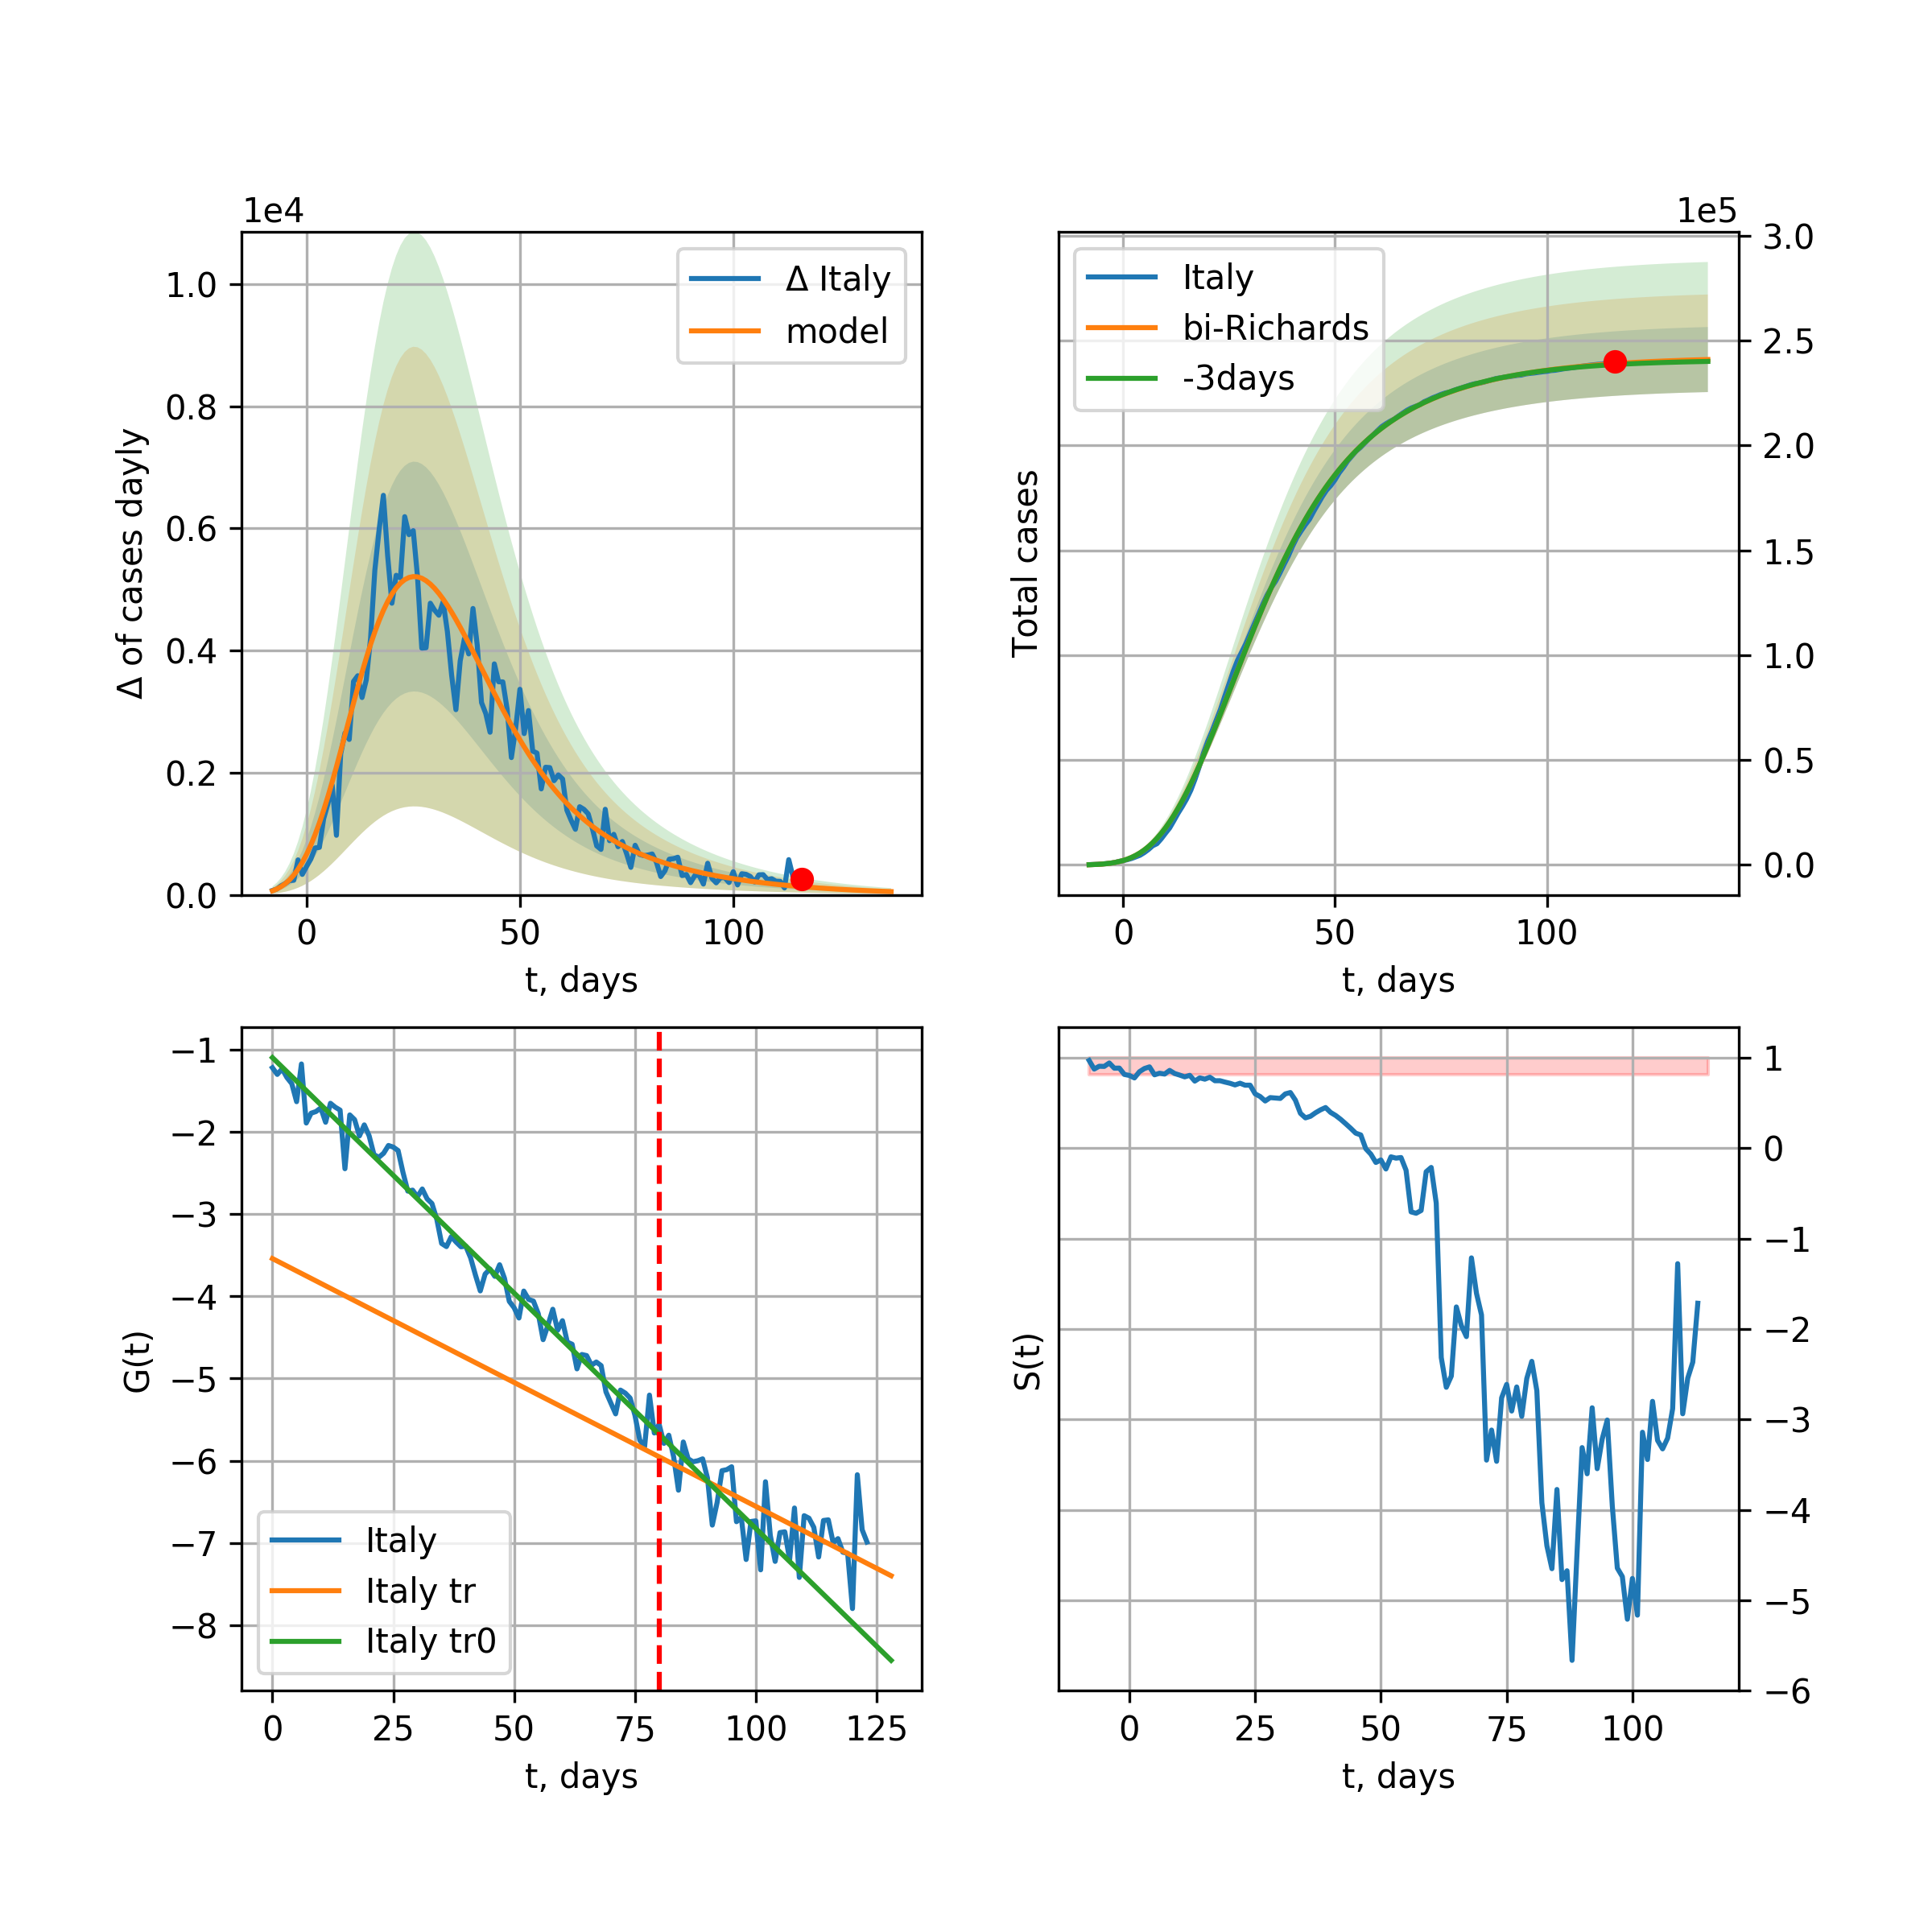 1e4
Δ of cases dayly
1.0
0.8
0.6
0.4
0.2
0.0
Δ Italy
model
0 50 100
t, days
1e5
Total cases
Italy
bi-Richards
-3days
3.0
2.5
2.0
1.5
1.0
0.5
0.0
0 50 100
t, days
G(t)
−1
−2
−3
−4
−5
−6
−7
−8
Italy
Italy tr
Italy tr0
0 25 50 75 100 125
t, days
S(t)
1
0
−1
−2
−3
−4
−5
−6
0 25 50 75 100
t, days